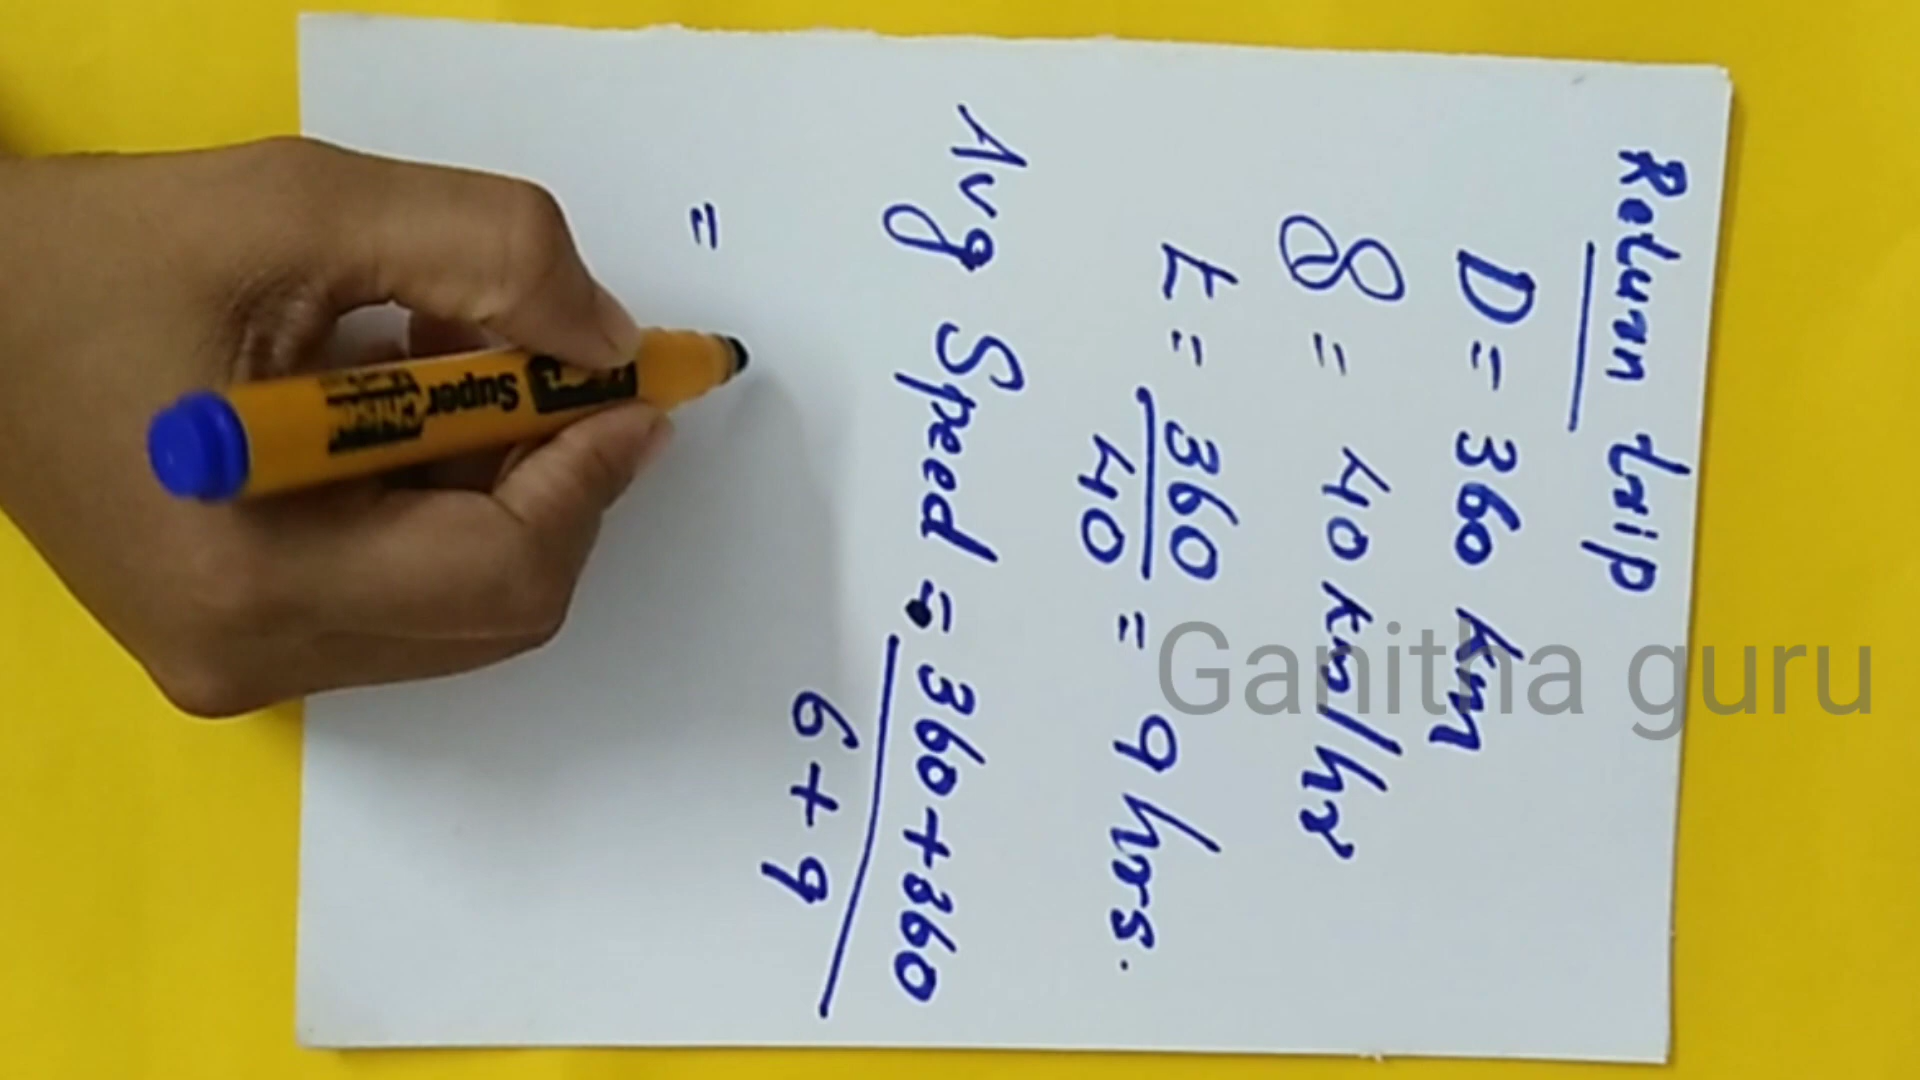 Return trip
D = 360 km
S = 40 km/hr
t = 360/40 = 9 hrs.
Avg Speed = 360+360
6+9
=
Super
Ganitha guru